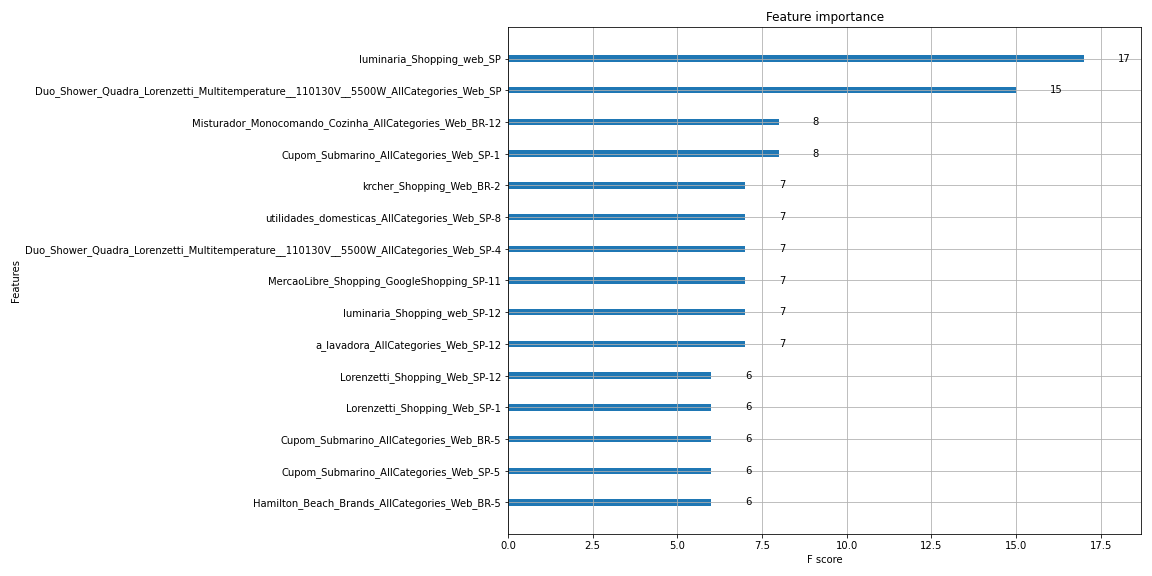 Feature importance
luminaria_Shopping_web_SP 17
Duo_Shower_Quadra_Lorenzetti_Multitemperature__110130V__5500W_AllCategories_Web_SP 15
Misturador_Monocomando_Cozinha_AllCategories_Web_BR-12 8
Cupom_Submarino_AllCategories_Web_SP-1 8
krcher_Shopping_Web_BR-2 7
utilidades_domesticas_AllCategories_Web_SP-8 7
Duo_Shower_Quadra_Lorenzetti_Multitemperature__110130V__5500W_AllCategories_Web_SP-4 7
MercaoLibre_Shopping_GoogleShopping_SP-11 7
luminaria_Shopping_web_SP-12 7
a_lavadora_AllCategories_Web_SP-12 7
Lorenzetti_Shopping_Web_SP-12 6
Lorenzetti_Shopping_Web_SP-1 6
Cupom_Submarino_AllCategories_Web_BR-5 6
Cupom_Submarino_AllCategories_Web_SP-5 6
Hamilton_Beach_Brands_AllCategories_Web_BR-5 6
Features
0.0 2.5 5.0 7.5 10.0 12.5 15.0 17.5
F score